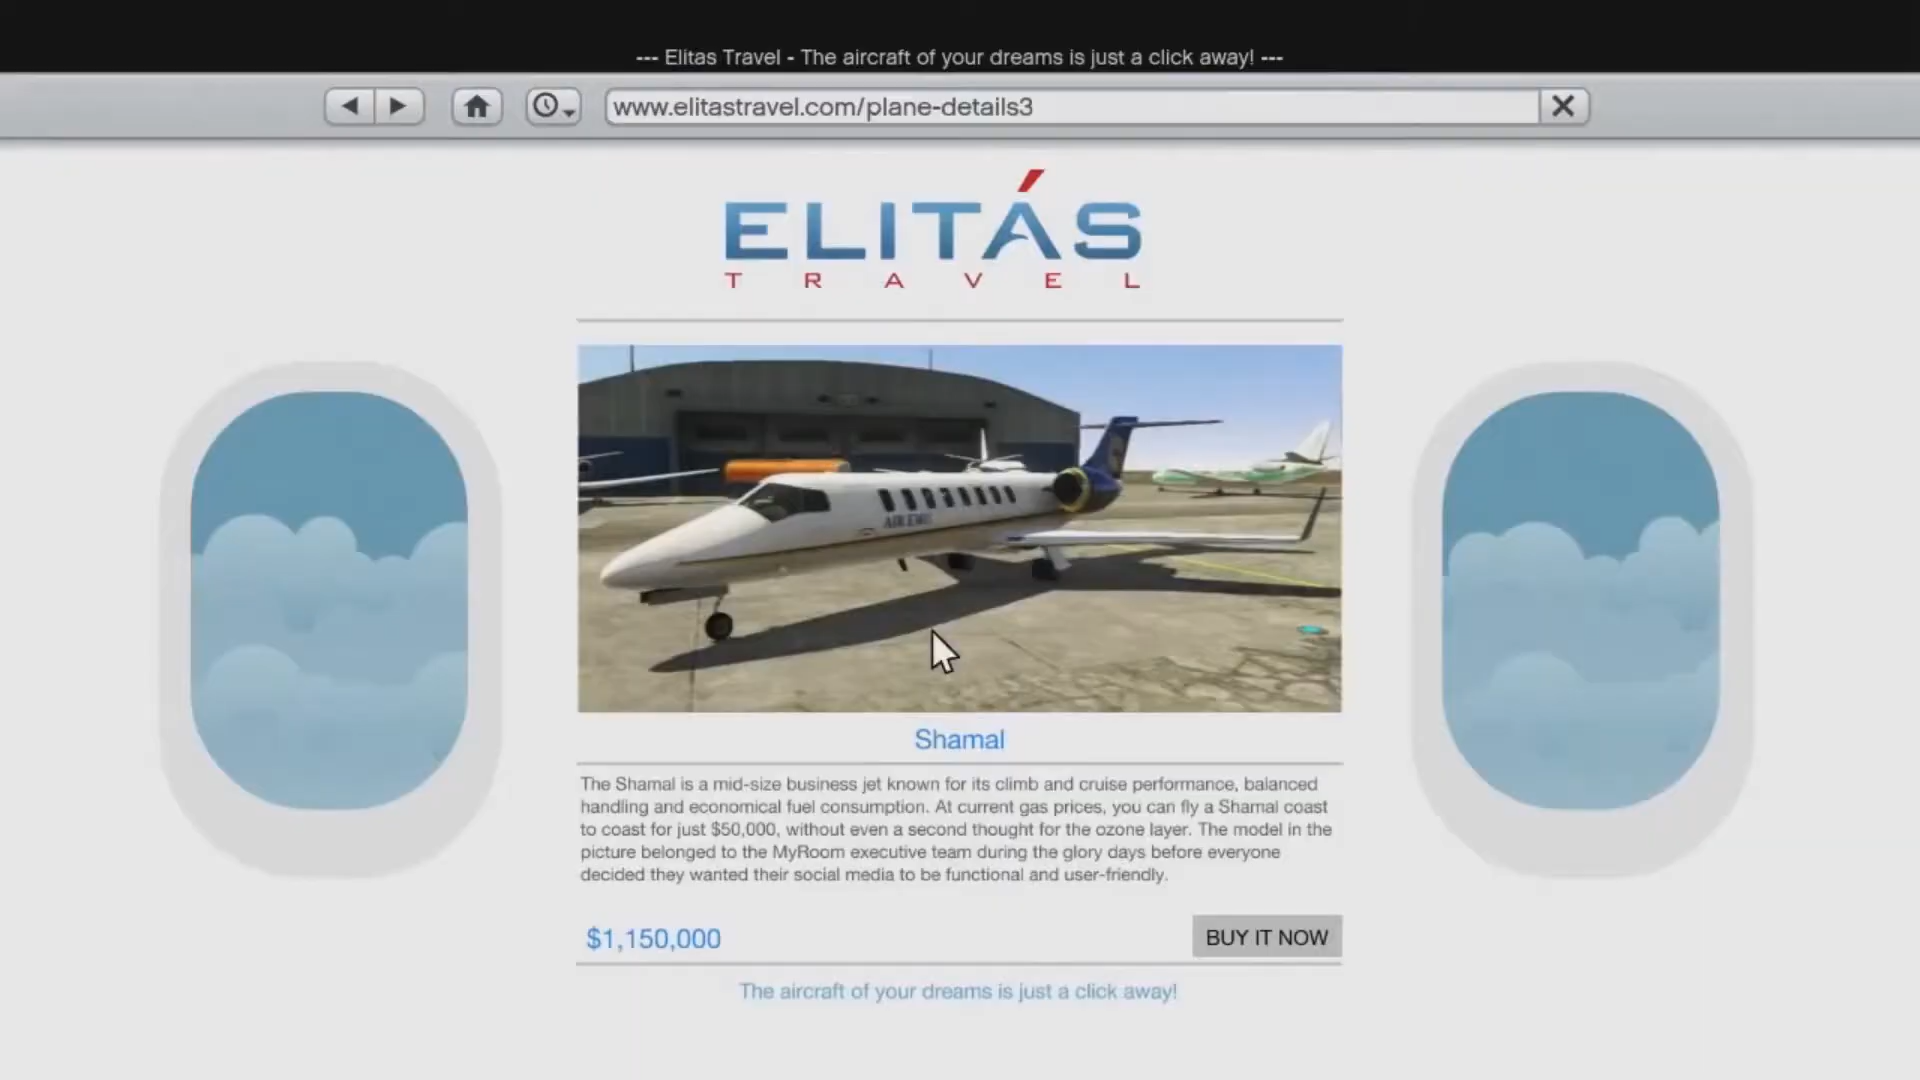 --- Elitas Travel - The aircraft of your dreams is just a click away! ---
www.elitastravel.com/plane-details3
ELITÁS
TRAVEL
Shamal
The Shamal is a mid-size business jet known for its climb and cruise performance, balanced
handling and economical fuel consumption. At current gas prices, you can fly a Shamal coast
to coast for just $50,000, without even a second thought for the ozone layer. The model in the
picture belonged to the MyRoom executive team during the glory days before everyone
decided they wanted their social media to be functional and user-friendly.
$1,150,000
BUY IT NOW
The aircraft of your dreams is just a click away!